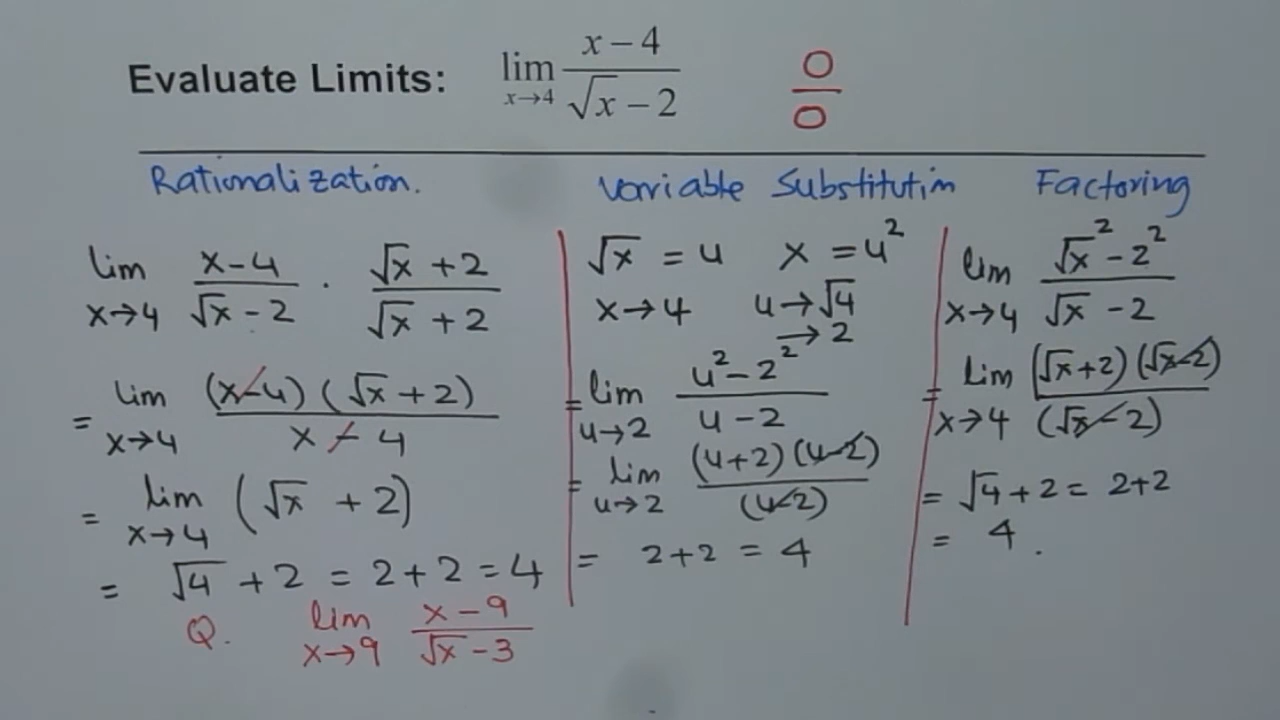 Evaluate Limits: lim x→4 (x − 4)/(√x − 2) 0/0
Rationalization.
lim x→4 (x-4)/(√x - 2) · (√x + 2)/(√x + 2)
= lim x→4 (x-4)(√x + 2)/(x - 4)
= lim x→4 (√x + 2)
= √4 + 2 = 2+2 = 4
Q. lim x→9 (x-9)/(√x -3)
Variable Substitutin
√x = u x = u²
x→4 u→√4
→2
= lim u→2 (u² - 2²)/(u - 2)
= lim u→2 (u+2)(u-2)/(u-2)
= 2+2 = 4
Factoring
lim x→4 (√x² - 2²)/(√x - 2)
= lim x→4 (√x+2)(√x-2)/(√x-2)
= √4+2 = 2+2
= 4.